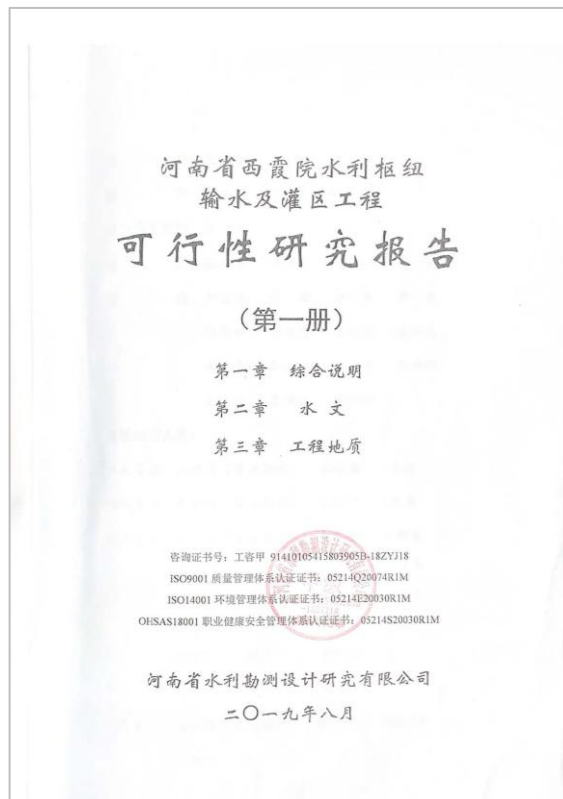 河南省西霞院水利枢纽
输水及灌区工程
可行性研究报告
（第一册）
第一章 综合说明
第二章 水文
第三章 工程地质
咨询证书号：工咨甲 91410105415803905B-18ZYJ18
ISO9001 质量管理体系认证证书：05214Q20074R1M
ISO14001 环境管理体系认证证书：05214E20030R1M
OHSAS18001 职业健康安全管理体系认证证书：05214S20030R1M
河南省水利勘测设计研究有限公司
二〇一九年八月